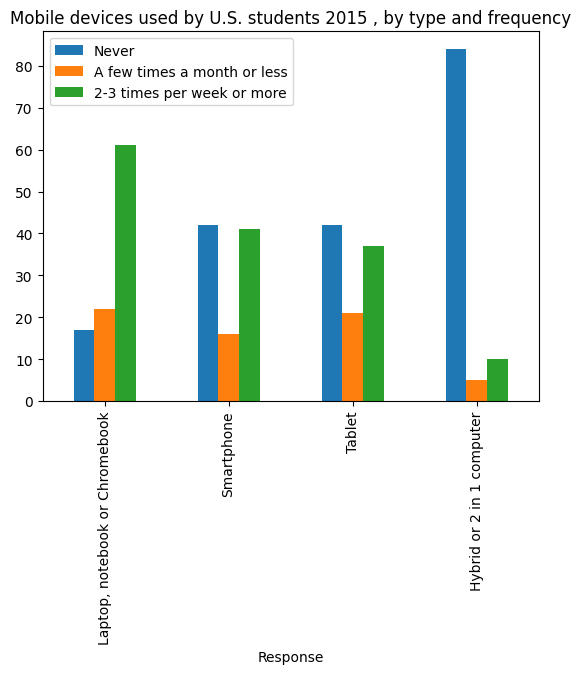 Mobile devices used by U.S. students 2015 , by type and frequency
Never
A few times a month or less
2-3 times per week or more
80
70
60
50
40
30
20
10
0
Laptop, notebook or Chromebook
Smartphone
Tablet
Hybrid or 2 in 1 computer
Response